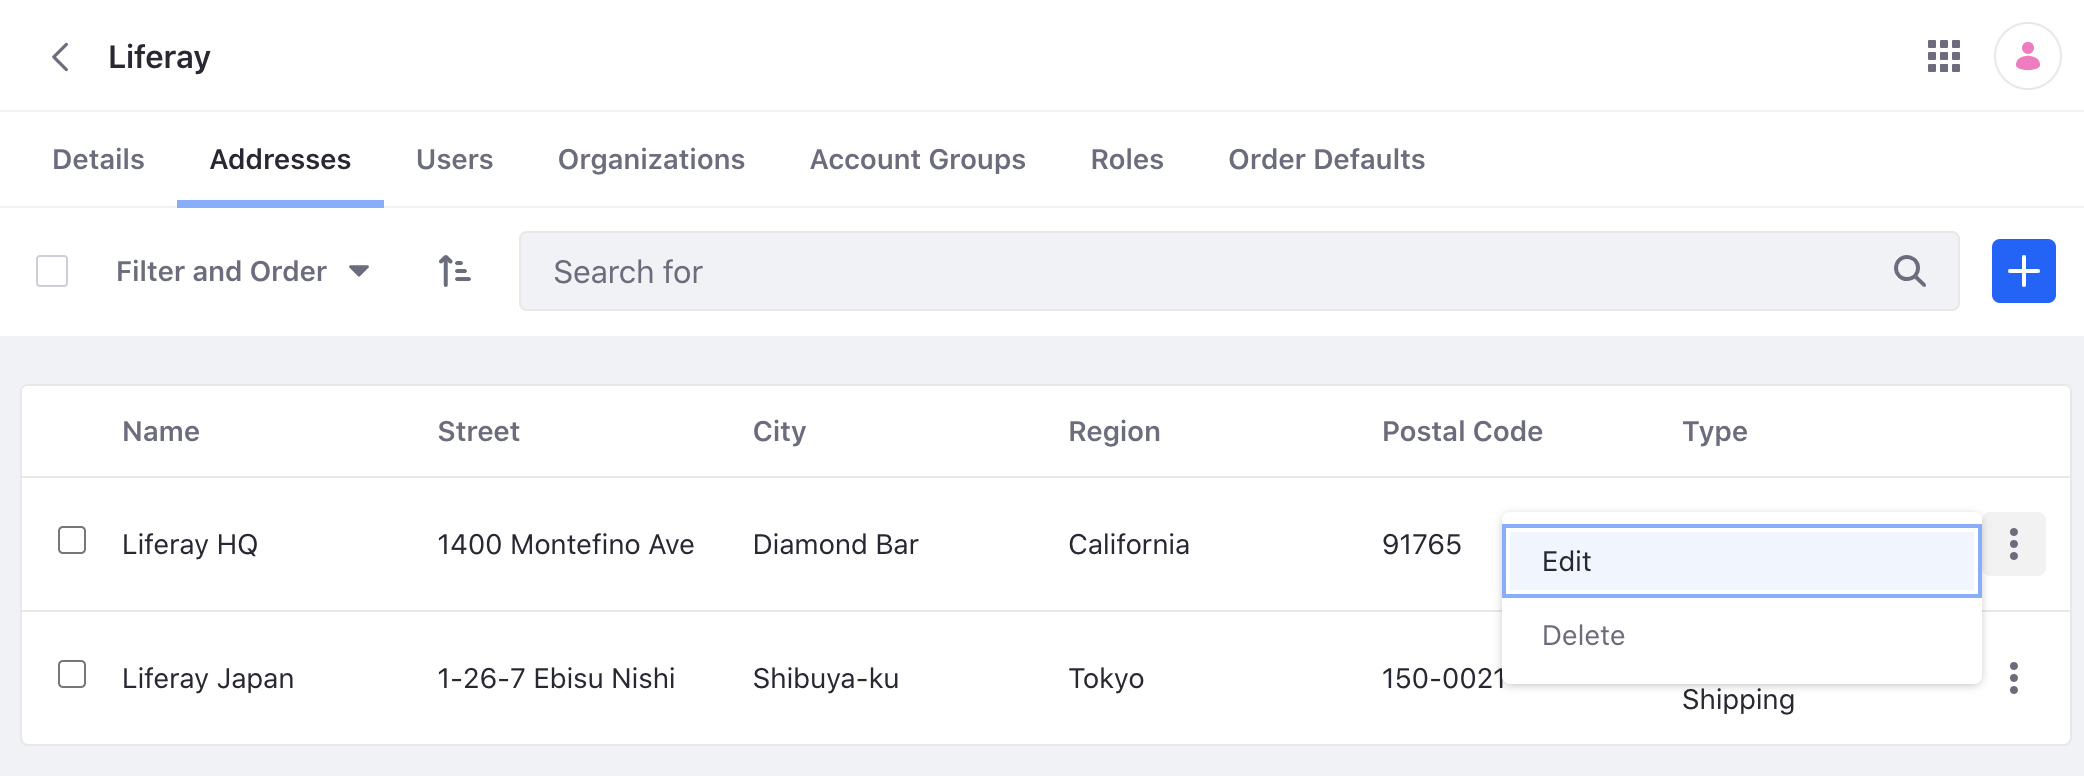 Liferay
Details Addresses Users Organizations Account Groups Roles Order Defaults
Filter and Order Search for
Name Street City Region Postal Code Type
Liferay HQ 1400 Montefino Ave Diamond Bar California 91765
Edit
Delete
Liferay Japan 1-26-7 Ebisu Nishi Shibuya-ku Tokyo 150-0021
Shipping